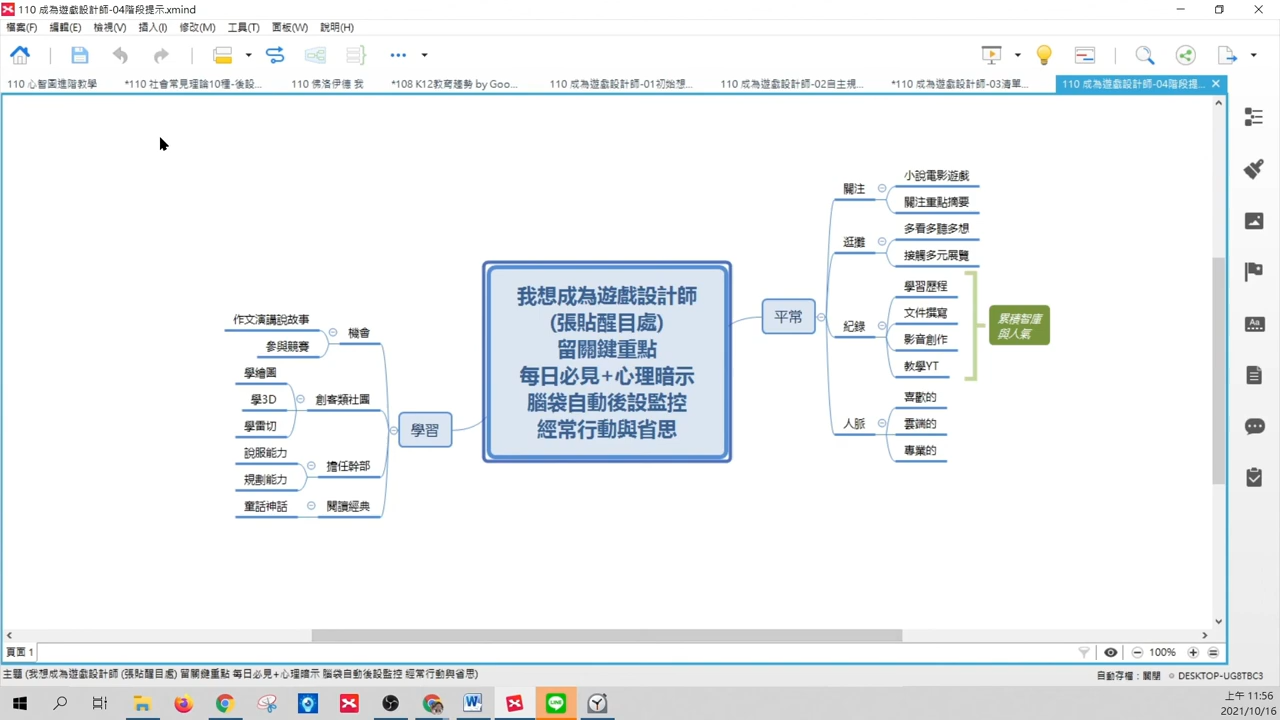 110 成為遊戲設計師-04階段提示.xmind
檔案(F) 編輯(E) 檢視(V) 插入(I) 修改(M) 工具(T) 面板(W) 說明(H)
110 心智圖進階教學 *110 社會常見理論10種-後設... 110 佛洛伊德 我 *108 K12教育趨勢 by Goo... 110 成為遊戲設計師-01初始想... 110 成為遊戲設計師-02自主規... *110 成為遊戲設計師-03清單... 110 成為遊戲設計師-04階段提...
我想成為遊戲設計師
(張貼醒目處)
留關鍵重點
每日必見+心理暗示
腦袋自動後設監控
經常行動與省思
平常
關注
小說電影遊戲
關注重點摘要
逛攤
多看多聽多想
接觸多元展覽
紀錄
學習歷程
文件撰寫
影音創作
教學YT
累積智庫
與人氣
人脈
喜歡的
雲端的
專業的
學習
機會
作文演講說故事
參與競賽
創客類社團
學繪圖
學3D
學雷切
擔任幹部
說服能力
規劃能力
閱讀經典
童話神話
頁面 1
100%
主題 (我想成為遊戲設計師 (張貼醒目處) 留關鍵重點 每日必見+心理暗示 腦袋自動後設監控 經常行動與省思)
自動存檔：關閉 DESKTOP-UG8TBC3
上午 11:56
2021/10/16